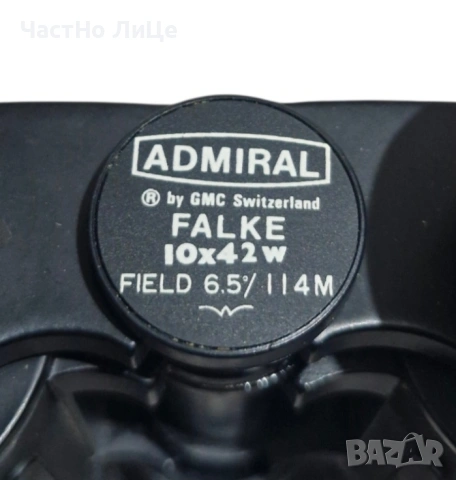 ЧастНо ЛиЦе
ADMIRAL
® by GMC Switzerland
FALKE
10x42w
FIELD 6.5°/114M
BAZAR